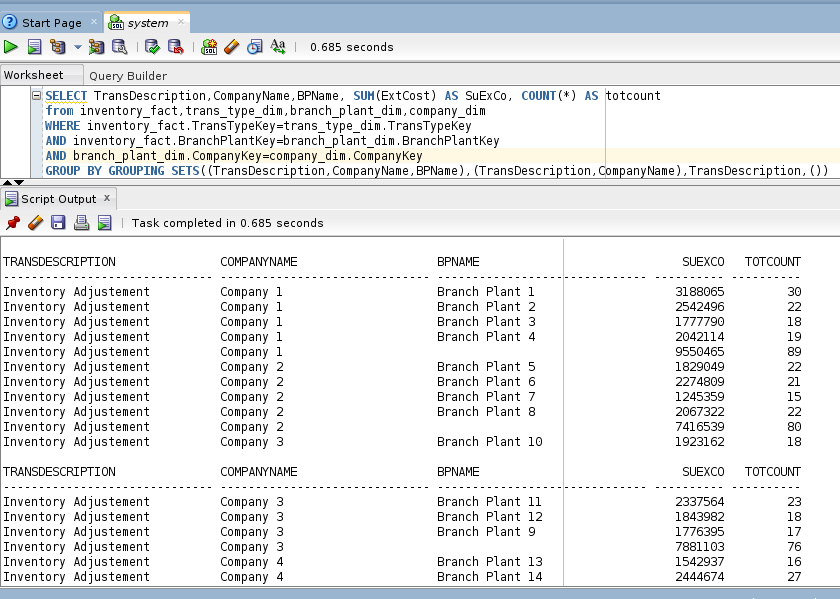 Start Page × system ×
0.685 seconds
Worksheet Query Builder
SELECT TransDescription,CompanyName,BPName, SUM(ExtCost) AS SuExCo, COUNT(*) AS totcount
from inventory_fact,trans_type_dim,branch_plant_dim,company_dim
WHERE inventory_fact.TransTypeKey=trans_type_dim.TransTypeKey
AND inventory_fact.BranchPlantKey=branch_plant_dim.BranchPlantKey
AND branch_plant_dim.CompanyKey=company_dim.CompanyKey
GROUP BY GROUPING SETS((TransDescription,CompanyName,BPName),(TransDescription,CompanyName),TransDescription,())
Script Output ×
Task completed in 0.685 seconds
TRANSDESCRIPTION COMPANYNAME BPNAME SUEXCO TOTCOUNT
Inventory Adjustement Company 1 Branch Plant 1 3188065 30
Inventory Adjustement Company 1 Branch Plant 2 2542496 22
Inventory Adjustement Company 1 Branch Plant 3 1777790 18
Inventory Adjustement Company 1 Branch Plant 4 2042114 19
Inventory Adjustement Company 1 9550465 89
Inventory Adjustement Company 2 Branch Plant 5 1829049 22
Inventory Adjustement Company 2 Branch Plant 6 2274809 21
Inventory Adjustement Company 2 Branch Plant 7 1245359 15
Inventory Adjustement Company 2 Branch Plant 8 2067322 22
Inventory Adjustement Company 2 7416539 80
Inventory Adjustement Company 3 Branch Plant 10 1923162 18
TRANSDESCRIPTION COMPANYNAME BPNAME SUEXCO TOTCOUNT
Inventory Adjustement Company 3 Branch Plant 11 2337564 23
Inventory Adjustement Company 3 Branch Plant 12 1843982 18
Inventory Adjustement Company 3 Branch Plant 9 1776395 17
Inventory Adjustement Company 3 7881103 76
Inventory Adjustement Company 4 Branch Plant 13 1542937 16
Inventory Adjustement Company 4 Branch Plant 14 2444674 27